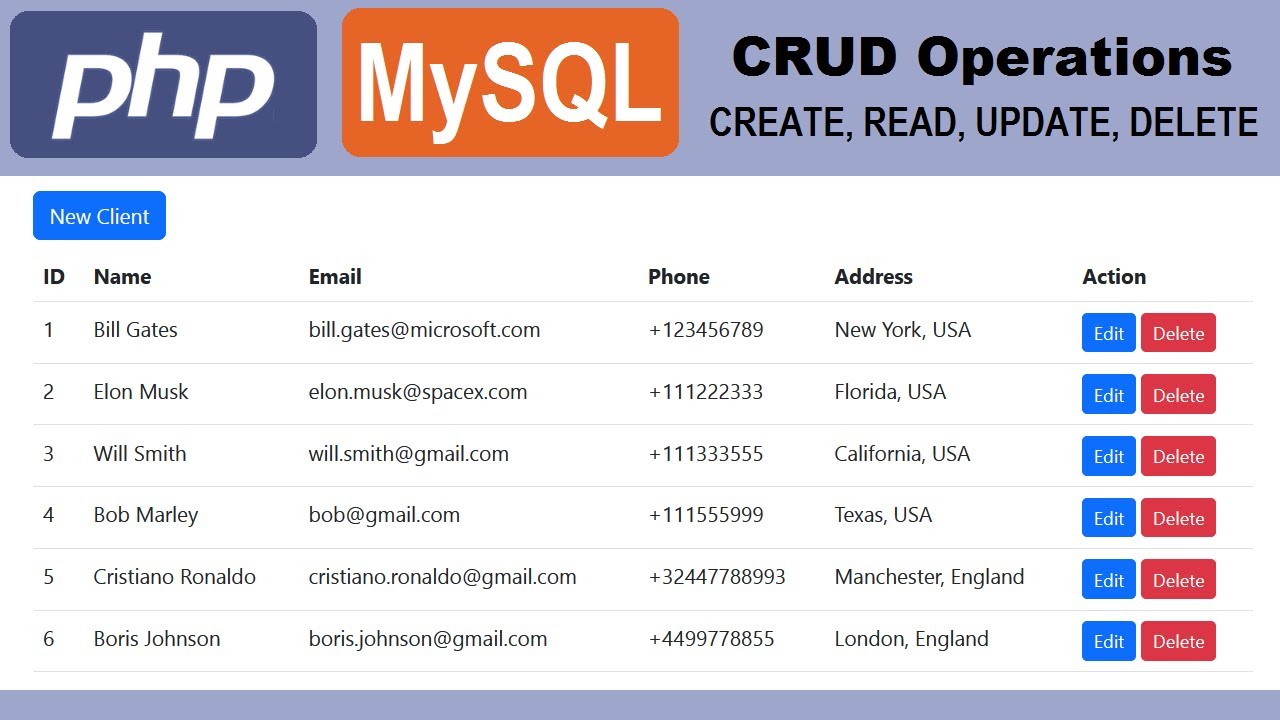 php MySQL CRUD Operations
CREATE, READ, UPDATE, DELETE
New Client
ID Name Email Phone Address Action
1 Bill Gates bill.gates@microsoft.com +123456789 New York, USA Edit Delete
2 Elon Musk elon.musk@spacex.com +111222333 Florida, USA Edit Delete
3 Will Smith will.smith@gmail.com +111333555 California, USA Edit Delete
4 Bob Marley bob@gmail.com +111555999 Texas, USA Edit Delete
5 Cristiano Ronaldo cristiano.ronaldo@gmail.com +32447788993 Manchester, England Edit Delete
6 Boris Johnson boris.johnson@gmail.com +4499778855 London, England Edit Delete